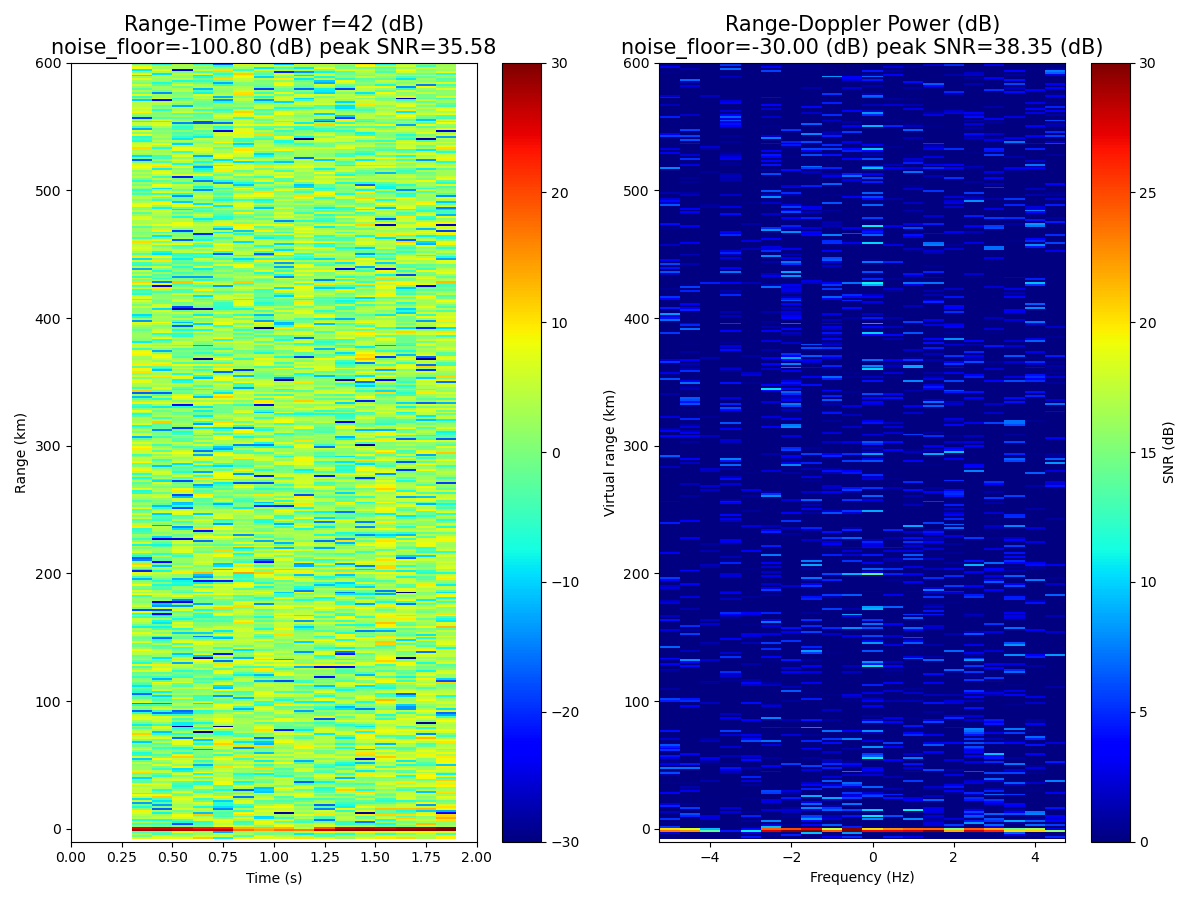 Range-Time Power f=42 (dB)
noise_floor=-100.80 (dB) peak SNR=35.58
600
500
400
300
200
100
0
Range (km)
0.00 0.25 0.50 0.75 1.00 1.25 1.50 1.75 2.00
Time (s)
30
20
10
0
−10
−20
−30
Range-Doppler Power (dB)
noise_floor=-30.00 (dB) peak SNR=38.35 (dB)
600
500
400
300
200
100
0
Virtual range (km)
−4 −2 0 2 4
Frequency (Hz)
30
25
20
15
10
5
0
SNR (dB)